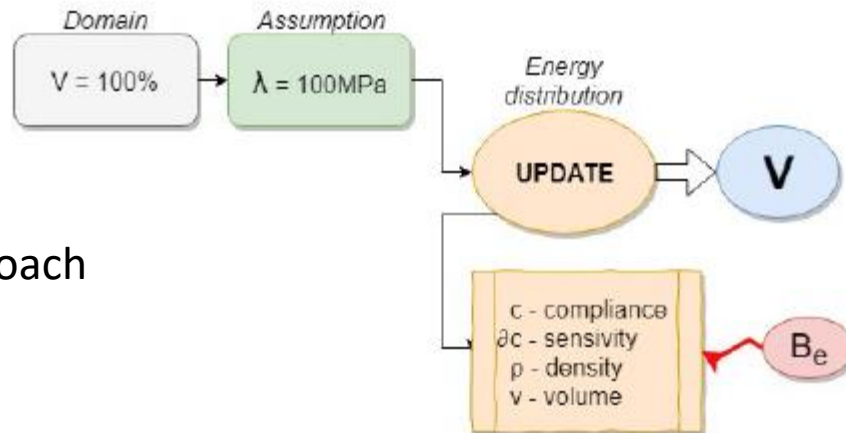 Domain
Assumption
V = 100%
λ = 100MPa
Energy
distribution
UPDATE
V
oach
c - compliance
∂c - sensivity
ρ - density
v - volume
Be